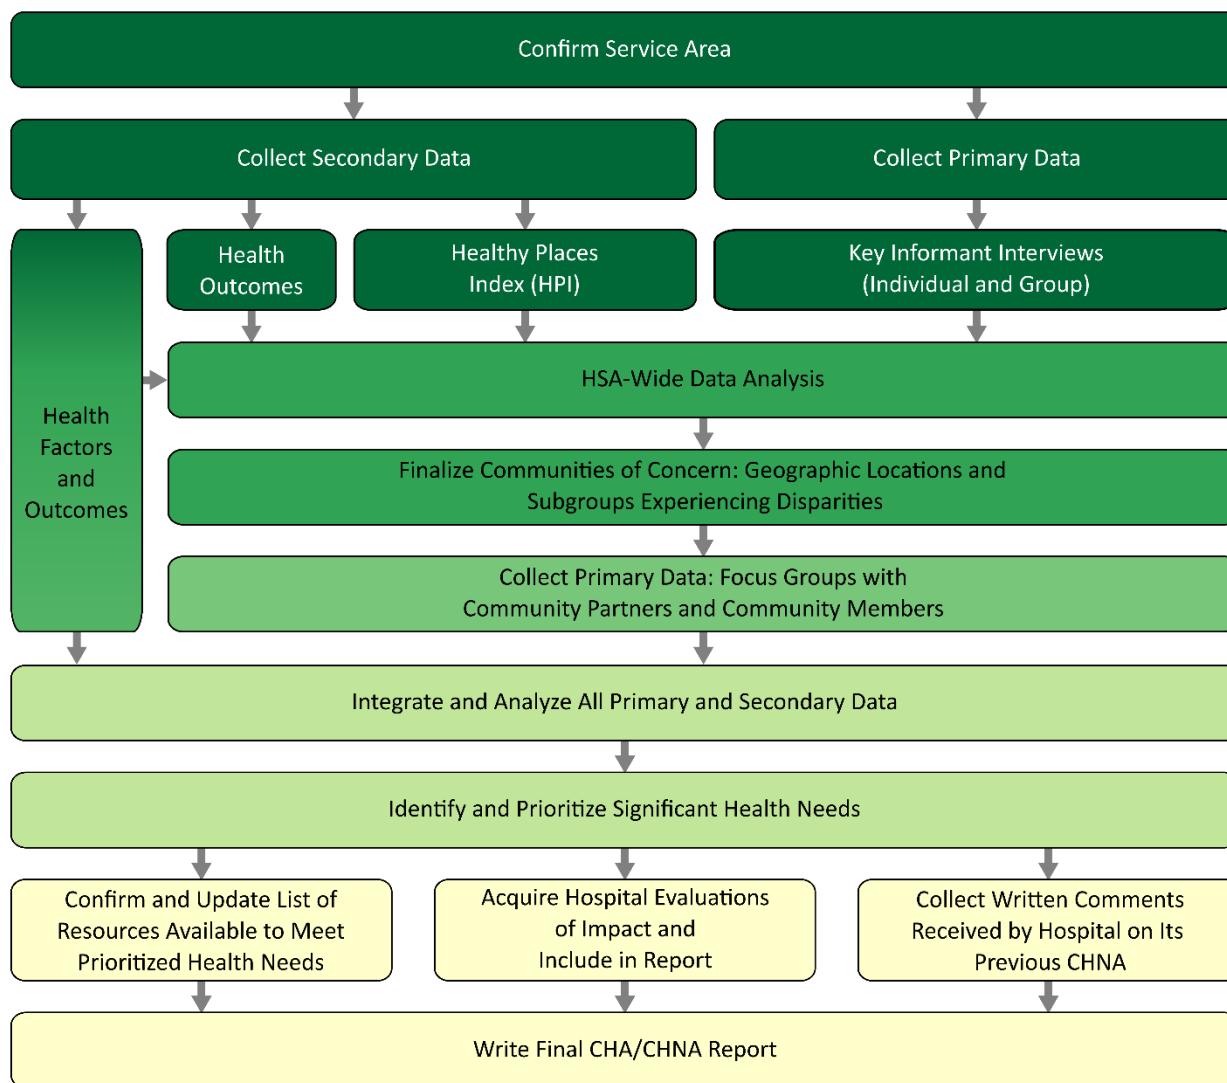 Confirm Service Area
Collect Secondary Data
Collect Primary Data
Health
Outcomes
Healthy Places
Index (HPI)
Key Informant Interviews
(Individual and Group)
Health
Factors
and
Outcomes
HSA-Wide Data Analysis
Finalize Communities of Concern: Geographic Locations and
Subgroups Experiencing Disparities
Collect Primary Data: Focus Groups with
Community Partners and Community Members
Integrate and Analyze All Primary and Secondary Data
Identify and Prioritize Significant Health Needs
Confirm and Update List of
Resources Available to Meet
Prioritized Health Needs
Acquire Hospital Evaluations
of Impact and
Include in Report
Collect Written Comments
Received by Hospital on Its
Previous CHNA
Write Final CHA/CHNA Report